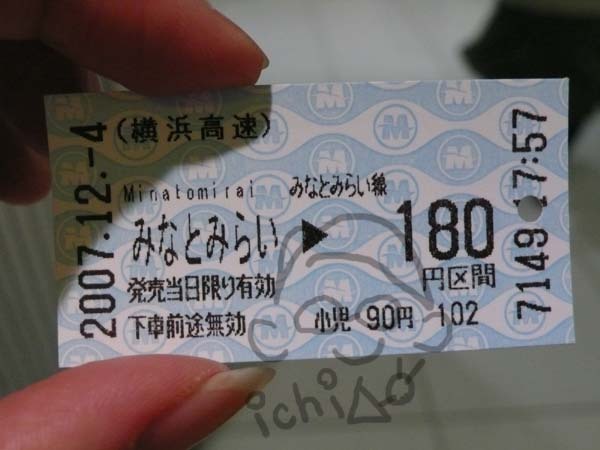 2007.12.-4
(横浜高速)
Minatomirai みなとみらい線
みなとみらい ▶ 180
発売当日限り有効 円区間
下車前途無効 小児 90円 102
7149 17:57